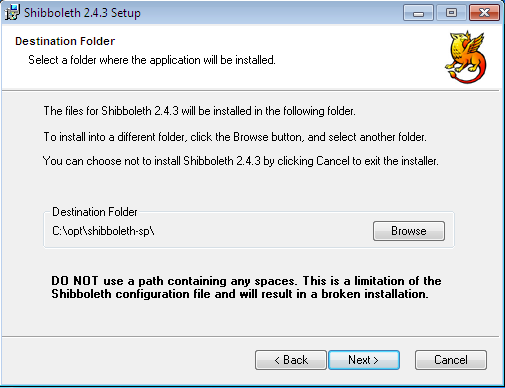 Shibboleth 2.4.3 Setup
Destination Folder
Select a folder where the application will be installed.
The files for Shibboleth 2.4.3 will be installed in the following folder.
To install into a different folder, click the Browse button, and select another folder.
You can choose not to install Shibboleth 2.4.3 by clicking Cancel to exit the installer.
Destination Folder
C:\opt\shibboleth-sp\
Browse
DO NOT use a path containing any spaces. This is a limitation of the
Shibboleth configuration file and will result in a broken installation.
< Back
Next >
Cancel